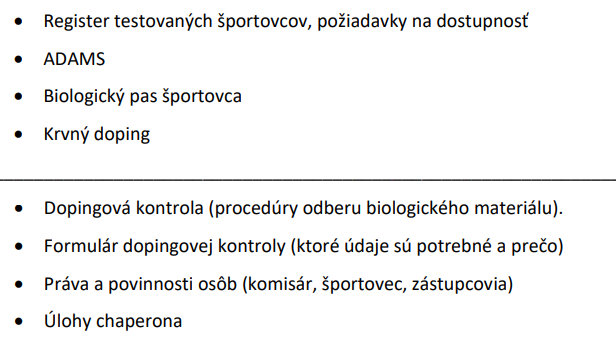 • Register testovaných športovcov, požiadavky na dostupnosť
• ADAMS
• Biologický pas športovca
• Krvný doping
• Dopingová kontrola (procedúry odberu biologického materiálu).
• Formulár dopingovej kontroly (ktoré údaje sú potrebné a prečo)
• Práva a povinnosti osôb (komisár, športovec, zástupcovia)
• Úlohy chaperona